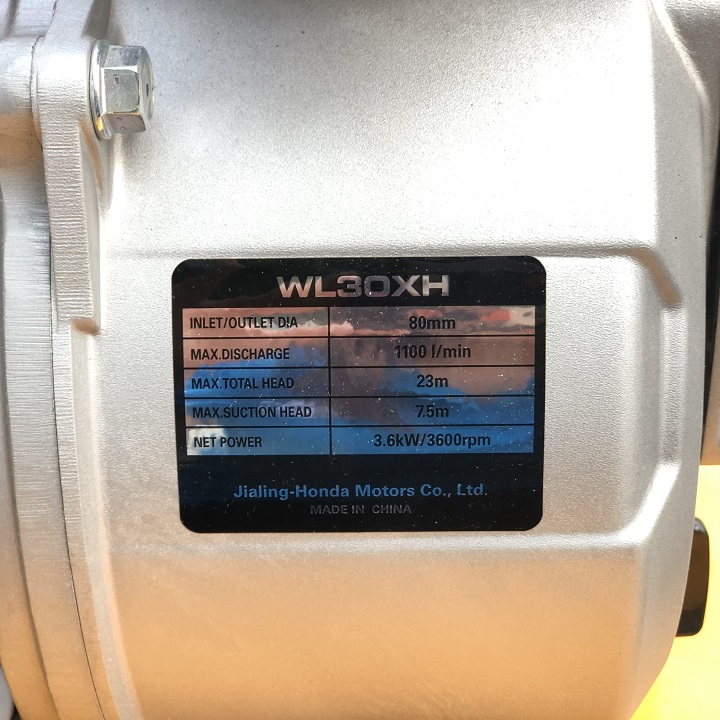 WL30XH
INLET/OUTLET DIA 80mm
MAX.DISCHARGE 1100 l/min
MAX.TOTAL HEAD 23m
MAX.SUCTION HEAD 7.5m
NET POWER 3.6kW/3600rpm
Jialing-Honda Motors Co., Ltd.
MADE IN CHINA